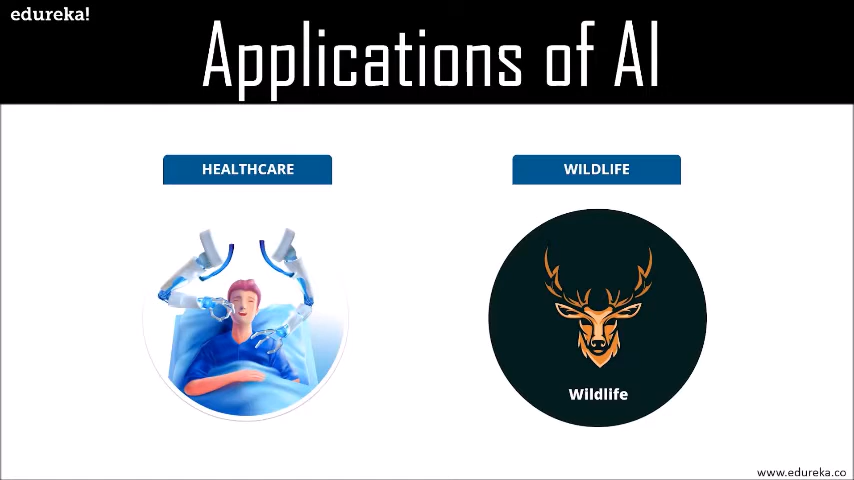 edureka!
Applications of AI
HEALTHCARE
WILDLIFE
Wildlife
www.edureka.co